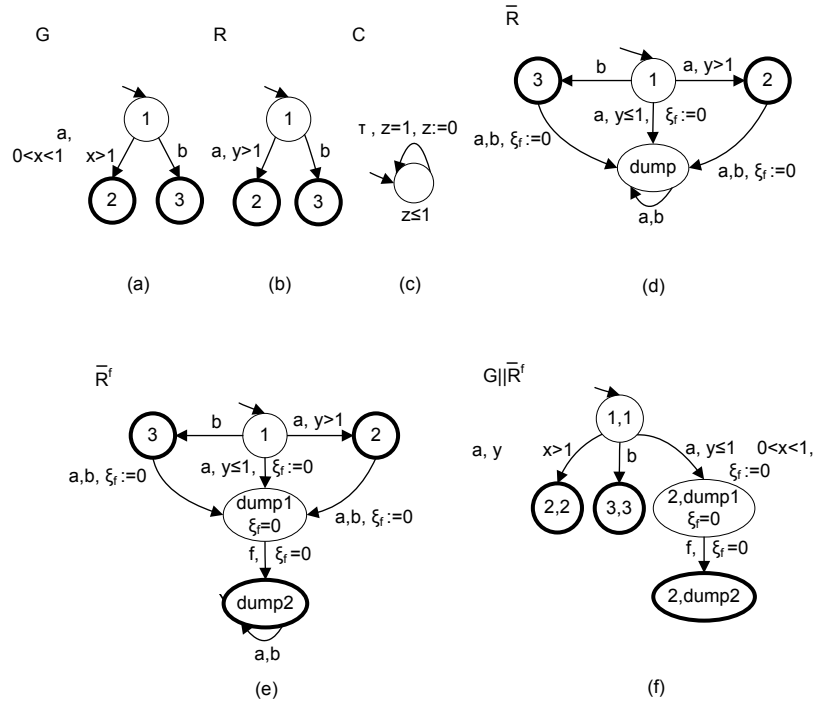 G
R
C
R̄
1
a,
0<x<1
x>1
b
2
3
(a)
1
a, y>1
b
2
3
(b)
τ , z=1, z:=0
z≤1
(c)
3
b
1
a, y>1
2
a, y≤1, ξf:=0
a,b, ξf:=0
dump
a,b, ξf:=0
a,b
(d)
R̄f
3
b
1
a, y>1
2
a, y≤1, ξf:=0
a,b, ξf:=0
dump1
ξf=0
a,b, ξf:=0
f, ξf=0
dump2
a,b
(e)
G||R̄f
1,1
a, y
x>1
b
a, y≤1
0<x<1,
ξf:=0
2,2
3,3
2,dump1
ξf=0
f, ξf=0
2,dump2
(f)